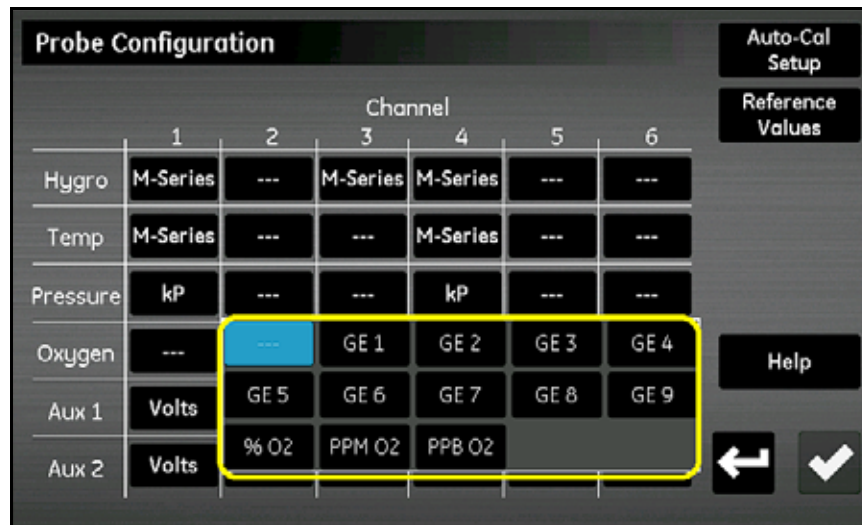 Probe Configuration
Auto-Cal
Setup
Reference
Values
Channel
1 2 3 4 5 6
Hygro M-Series --- M-Series M-Series --- ---
Temp M-Series --- --- M-Series --- ---
Pressure kP --- --- kP --- ---
Oxygen --- --- GE 1 GE 2 GE 3 GE 4
Help
Aux 1 Volts GE 5 GE 6 GE 7 GE 8 GE 9
Aux 2 Volts % O2 PPM O2 PPB O2